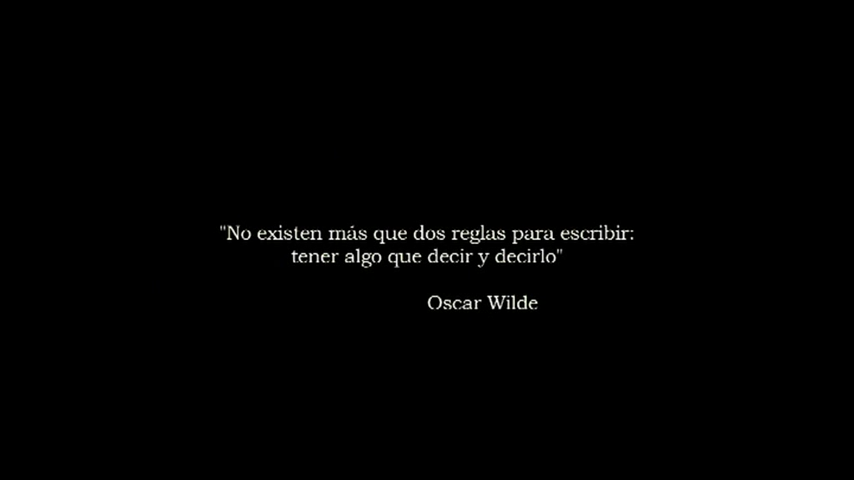 "No existen más que dos reglas para escribir:
tener algo que decir y decirlo"
Oscar Wilde